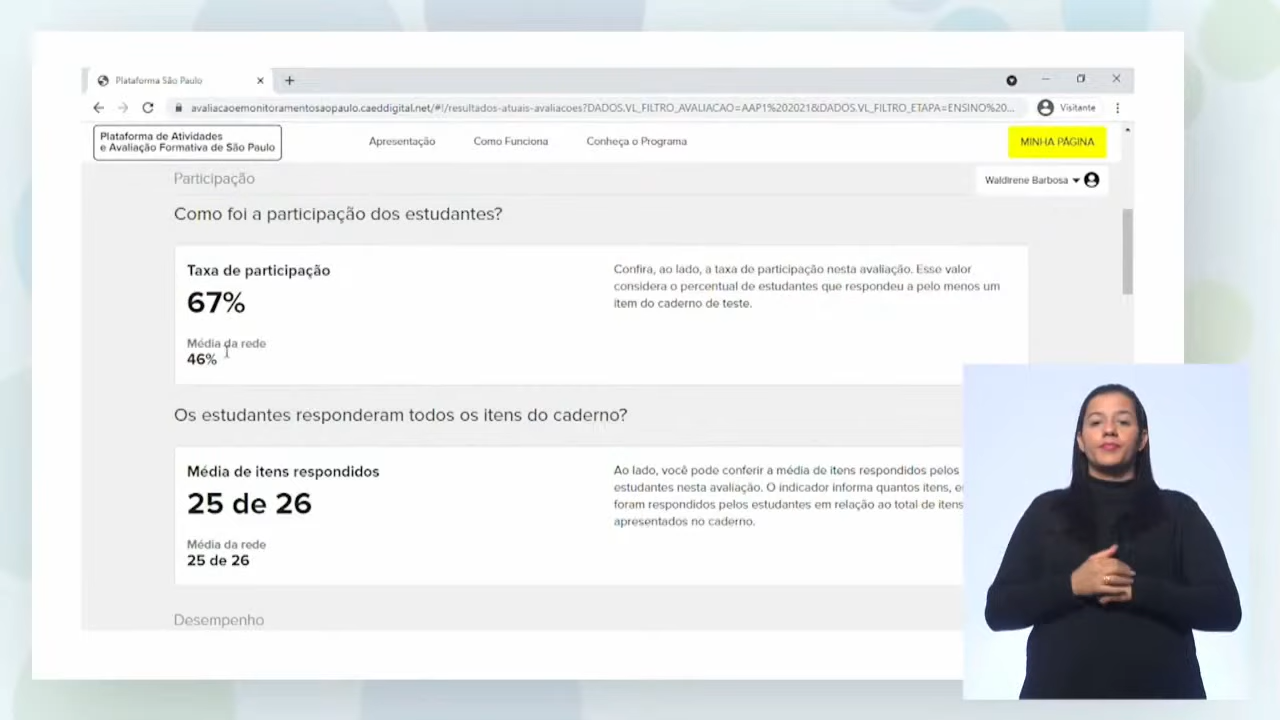 Plataforma São Paulo
avaliacaoemonitoramentosaopaulo.caeddigital.net/#!/resultados-atuais-avaliacoes?DADOS.VL_FILTRO_AVALIACAO=AAP1%202021&DADOS.VL_FILTRO_ETAPA=ENSINO%20...
Visitante
Plataforma de Atividades
e Avaliação Formativa de São Paulo
Apresentação
Como Funciona
Conheça o Programa
MINHA PÁGINA
Waldirene Barbosa
Participação
Como foi a participação dos estudantes?
Taxa de participação
67%
Média da rede
46%
Confira, ao lado, a taxa de participação nesta avaliação. Esse valor
considera o percentual de estudantes que respondeu a pelo menos um
item do caderno de teste.
Os estudantes responderam todos os itens do caderno?
Média de itens respondidos
25 de 26
Média da rede
25 de 26
Ao lado, você pode conferir a média de itens respondidos pelos
estudantes nesta avaliação. O indicador informa quantos itens,
foram respondidos pelos estudantes em relação ao total de itens
apresentados no caderno.
Desempenho